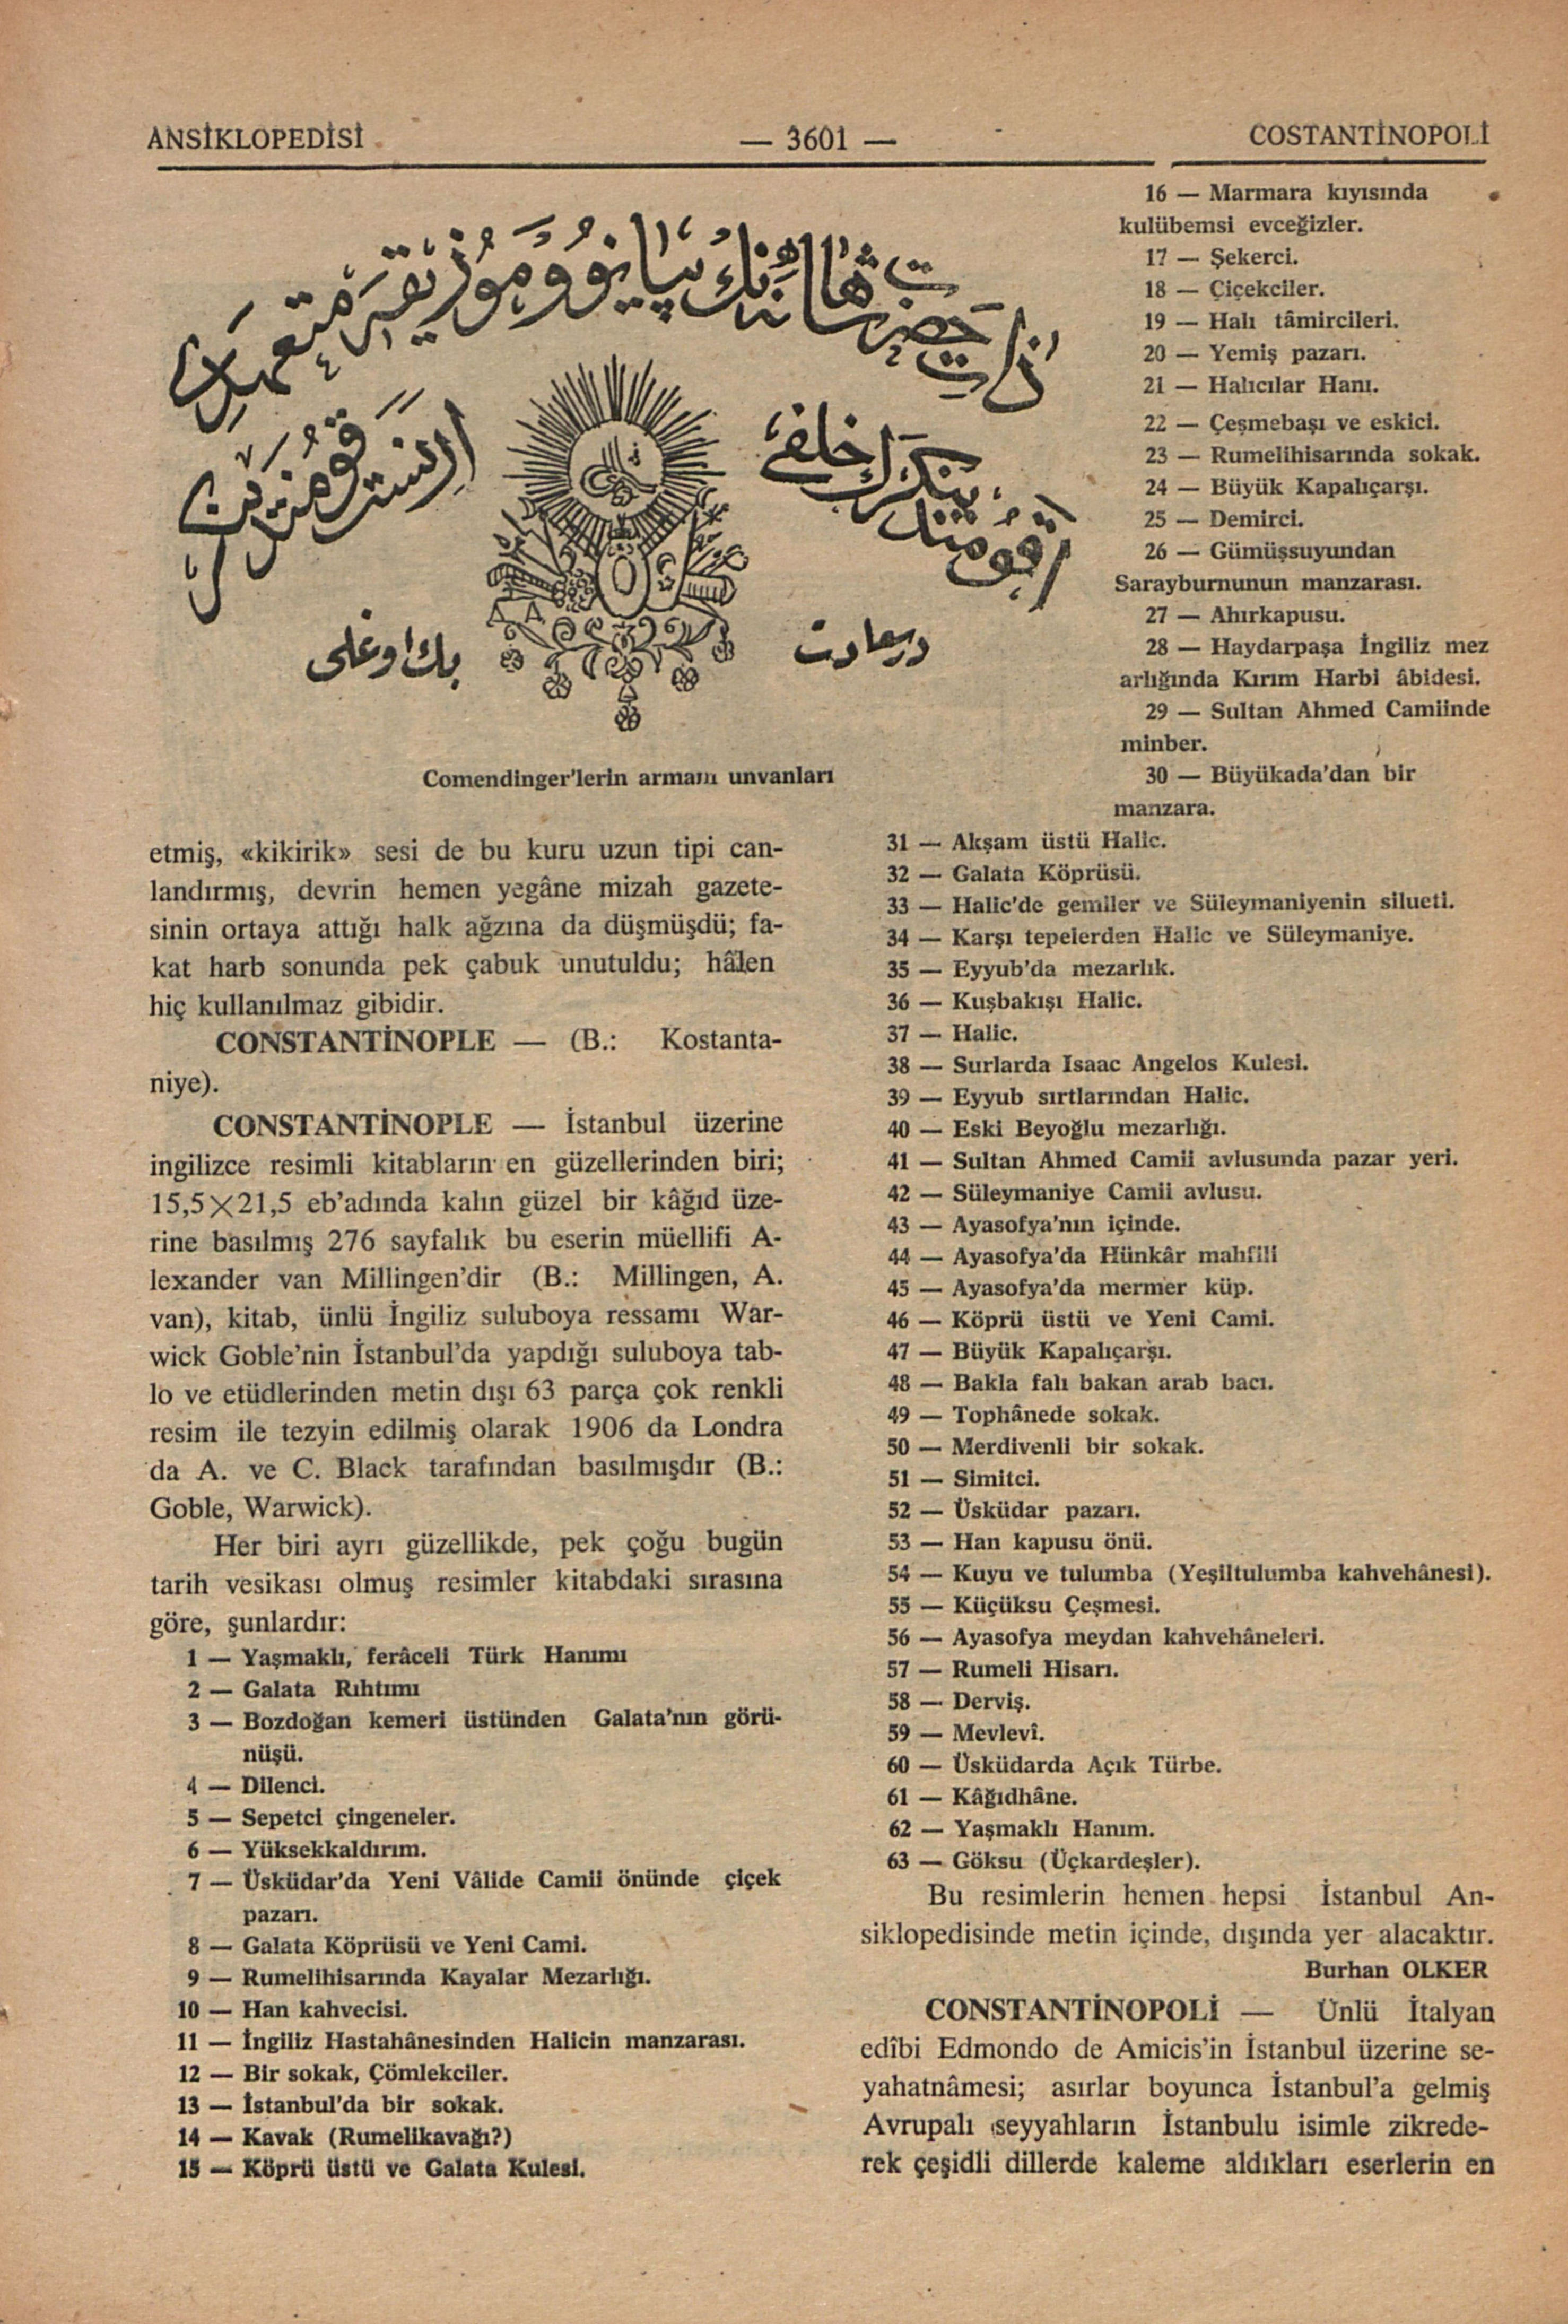 ANSİKLOPEDİSİ — 3601 — COSTANTİNOPOLİ
ذات حضرت شاهانه نك پيانو و موزيقه متعهدی
آ قومندينكر ك خلفی
ارنست قومنديـنـكر
درسعادت
بك اوغلی
Comendinger'lerin armanı unvanları
etmiş, «kikirik» sesi de bu kuru uzun tipi can-
landırmış, devrin hemen yegâne mizah gazete-
sinin ortaya attığı halk ağzına da düşmüşdü; fa-
kat harb sonunda pek çabuk unutuldu; hâlen
hiç kullanılmaz gibidir.
CONSTANTİNOPLE — (B.: Kostanta-
niye).
CONSTANTİNOPLE — İstanbul üzerine
ingilizce resimli kitabların en güzellerinden biri;
15,5×21,5 eb'adında kalın güzel bir kâğıd üze-
rine basılmış 276 sayfalık bu eserin müellifi A-
lexander van Millingen'dir (B.: Millingen, A.
van), kitab, ünlü İngiliz suluboya ressamı War-
wick Goble'nin İstanbul'da yapdığı suluboya tab-
lo ve etüdlerinden metin dışı 63 parça çok renkli
resim ile tezyin edilmiş olarak 1906 da Londra
da A. ve C. Black tarafından basılmışdır (B.:
Goble, Warwick).
Her biri ayrı güzellikde, pek çoğu bugün
tarih vesikası olmuş resimler kitabdaki sırasına
göre, şunlardır:
1 — Yaşmaklı, ferâceli Türk Hanımı
2 — Galata Rıhtımı
3 — Bozdoğan kemeri üstünden Galata'nın görü-
nüşü.
4 — Dilenci.
5 — Sepetci çingeneler.
6 — Yüksekkaldırım.
7 — Üsküdar'da Yeni Vâlide Camii önünde çiçek
pazarı.
8 — Galata Köprüsü ve Yeni Cami.
9 — Rumelihisarında Kayalar Mezarlığı.
10 — Han kahvecisi.
11 — İngiliz Hastahânesinden Halicin manzarası.
12 — Bir sokak, Çömlekciler.
13 — İstanbul'da bir sokak.
14 — Kavak (Rumelikavağı?)
15 — Köprü üstü ve Galata Kulesi.
16 — Marmara kıyısında
kulübemsi evceğizler.
17 — Şekerci.
18 — Çiçekciler.
19 — Halı tâmircileri.
20 — Yemiş pazarı.
21 — Halıcılar Hanı.
22 — Çeşmebaşı ve eskici.
23 — Rumelihisarında sokak.
24 — Büyük Kapalıçarşı.
25 — Demirci.
26 — Gümüşsuyundan
Sarayburnunun manzarası.
27 — Ahırkapusu.
28 — Haydarpaşa İngiliz mez
arlığında Kırım Harbi âbidesi.
29 — Sultan Ahmed Camiinde
minber.
30 — Büyükada'dan bir
manzara.
31 — Akşam üstü Halic.
32 — Galata Köprüsü.
33 — Halic'de gemiler ve Süleymaniyenin silueti.
34 — Karşı tepelerden Halic ve Süleymaniye.
35 — Eyyub'da mezarlık.
36 — Kuşbakışı Halic.
37 — Halic.
38 — Surlarda Isaac Angelos Kulesi.
39 — Eyyub sırtlarından Halic.
40 — Eski Beyoğlu mezarlığı.
41 — Sultan Ahmed Camii avlusunda pazar yeri.
42 — Süleymaniye Camii avlusu.
43 — Ayasofya'nın içinde.
44 — Ayasofya'da Hünkâr mahfili
45 — Ayasofya'da mermer küp.
46 — Köprü üstü ve Yeni Cami.
47 — Büyük Kapalıçarşı.
48 — Bakla falı bakan arab bacı.
49 — Tophânede sokak.
50 — Merdivenli bir sokak.
51 — Simitci.
52 — Üsküdar pazarı.
53 — Han kapusu önü.
54 — Kuyu ve tulumba (Yeşiltulumba kahvehânesi).
55 — Küçüksu Çeşmesi.
56 — Ayasofya meydan kahvehâneleri.
57 — Rumeli Hisarı.
58 — Derviş.
59 — Mevlevî.
60 — Üsküdarda Açık Türbe.
61 — Kâğıdhâne.
62 — Yaşmaklı Hanım.
63 — Göksu (Üçkardeşler).
Bu resimlerin hemen hepsi İstanbul An-
siklopedisinde metin içinde, dışında yer alacaktır.
Burhan OLKER
CONSTANTİNOPOLİ — Ünlü İtalyan
edîbi Edmondo de Amicis'in İstanbul üzerine se-
yahatnâmesi; asırlar boyunca İstanbul'a gelmiş
Avrupalı seyyahların İstanbulu isimle zikrede-
rek çeşidli dillerde kaleme aldıkları eserlerin en